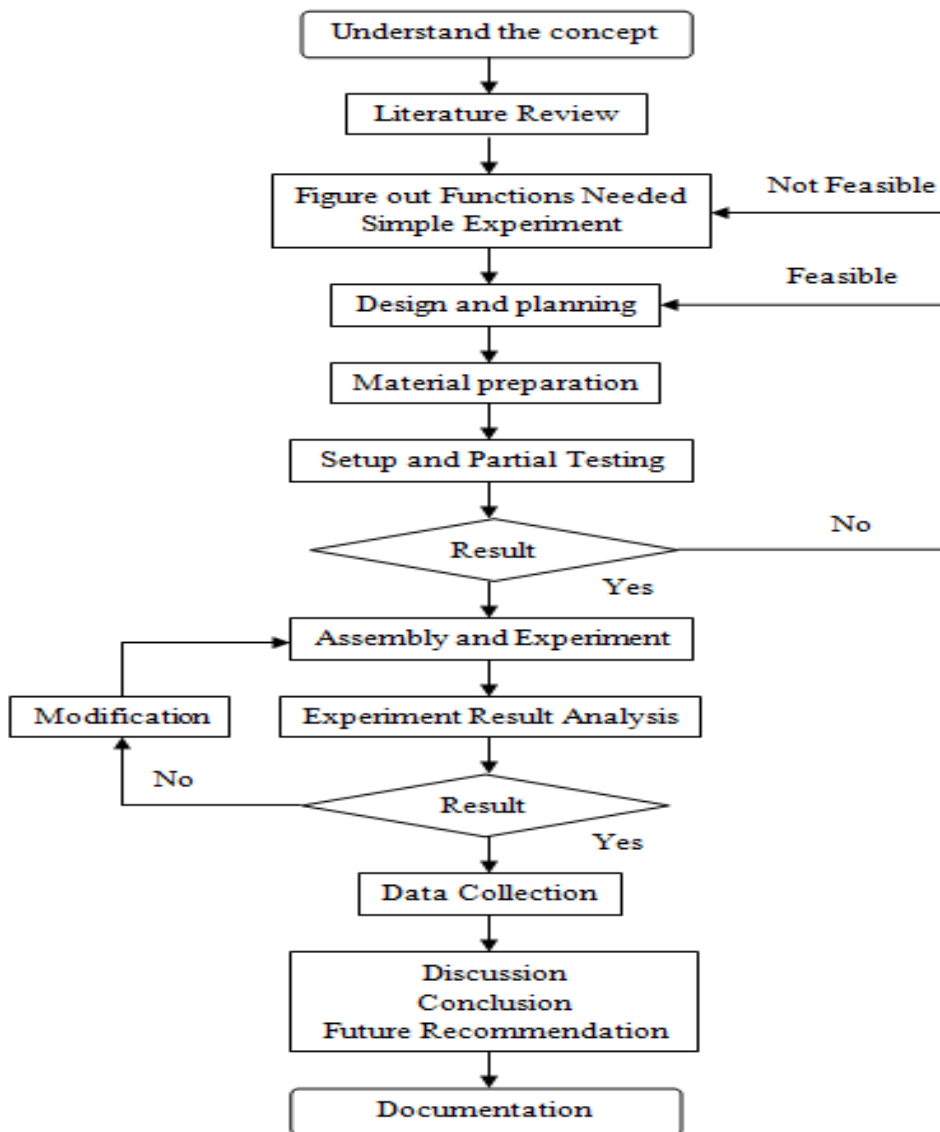 Understand the concept
Literature Review
Figure out Functions Needed
Simple Experiment
Not Feasible
Feasible
Design and planning
Material preparation
Setup and Partial Testing
No
Result
Yes
Assembly and Experiment
Modification
Experiment Result Analysis
No
Result
Yes
Data Collection
Discussion
Conclusion
Future Recommendation
Documentation